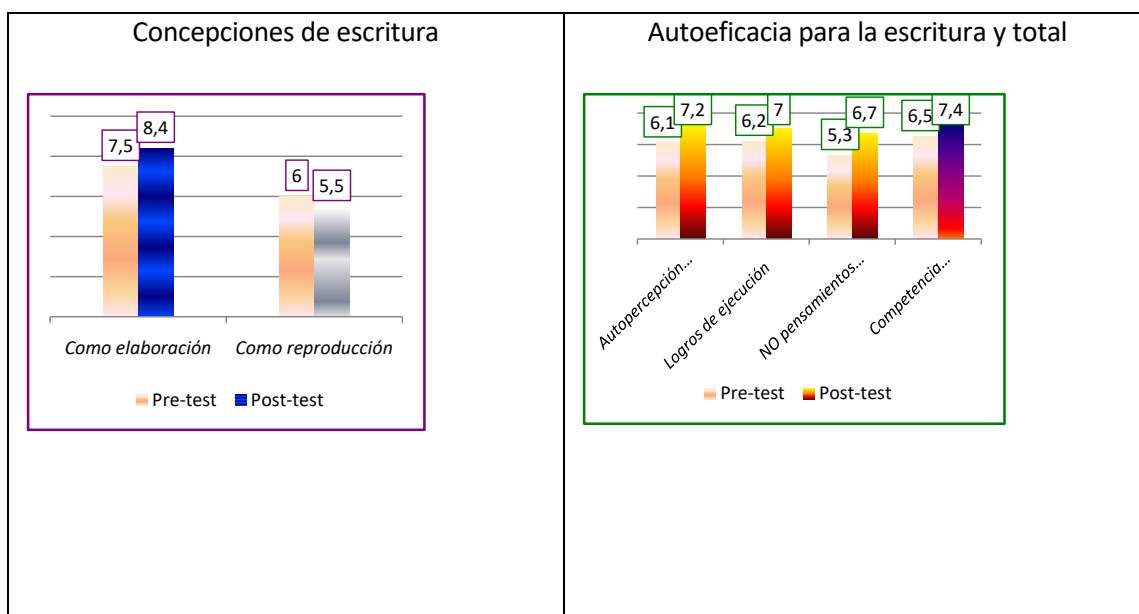 Concepciones de escritura
7,5
8,4
6
5,5
Como elaboración
Como reproducción
Pre-test
Post-test
Autoeficacia para la escritura y total
6,1
7,2
6,2
7
5,3
6,7
6,5
7,4
Autopercepción...
Logros de ejecución
NO pensamientos...
Competencia...
Pre-test
Post-test